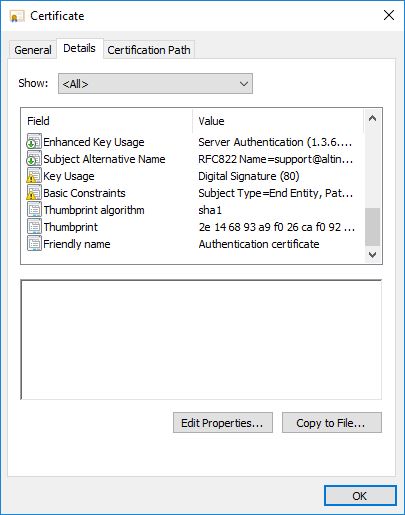 Certificate
General Details Certification Path
Show: <All>
Field Value
Enhanced Key Usage Server Authentication (1.3.6....
Subject Alternative Name RFC822 Name=support@altin...
Key Usage Digital Signature (80)
Basic Constraints Subject Type=End Entity, Pat...
Thumbprint algorithm sha1
Thumbprint 2e 14 68 93 a9 f0 26 ca f0 92 ...
Friendly name Authentication certificate
Edit Properties... Copy to File...
OK